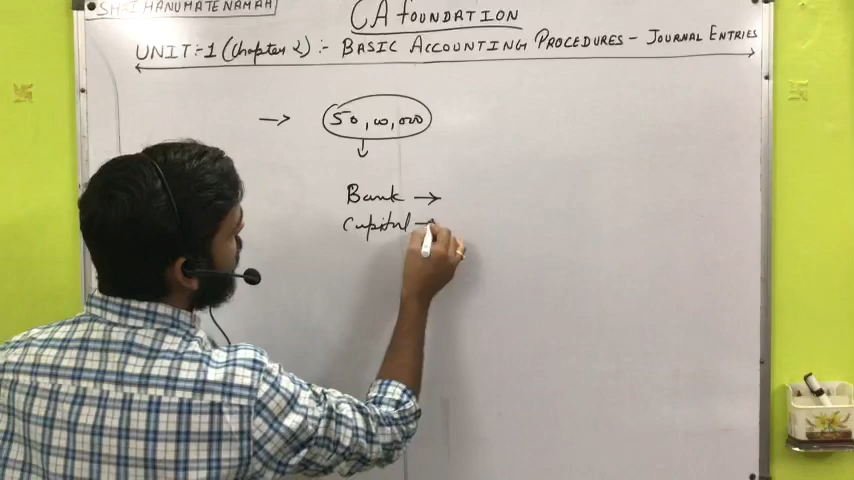 SHRI HANUMATE NAMAH
CA FOUNDATION
UNIT:-1 (Chapter 2):- BASIC ACCOUNTING PROCEDURES - JOURNAL ENTRIES
→ 50,00,000
Bank →
Capital →